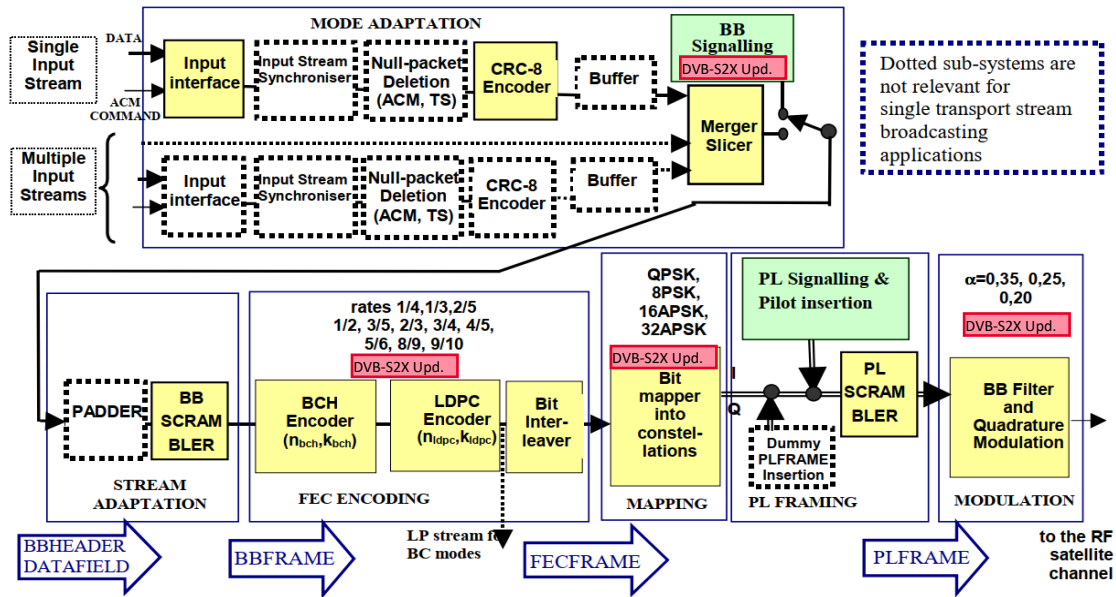 MODE ADAPTATION
Single
Input
Stream
DATA
ACM
COMMAND
Input
interface
Input Stream
Synchroniser
Null-packet
Deletion
(ACM, TS)
CRC-8
Encoder
Buffer
BB
Signalling
DVB-S2X Upd.
Merger
Slicer
Dotted sub-systems are
not relevant for
single transport stream
broadcasting
applications
Multiple
Input
Streams
Input
interface
Input Stream
Synchroniser
Null-packet
Deletion
(ACM, TS)
CRC-8
Encoder
Buffer
PADDER
BB
SCRAM
BLER
STREAM
ADAPTATION
rates 1/4,1/3,2/5
1/2, 3/5, 2/3, 3/4, 4/5,
5/6, 8/9, 9/10
DVB-S2X Upd.
BCH
Encoder
(nbch,kbch)
LDPC
Encoder
(nldpc,kldpc)
Bit
Inter-
leaver
FEC ENCODING
LP stream for
BC modes
QPSK,
8PSK,
16APSK,
32APSK
DVB-S2X Upd.
Bit
mapper
into
constel-
lations
MAPPING
I
Q
PL Signalling &
Pilot insertion
Dummy
PLFRAME
Insertion
PL
SCRAM
BLER
PL FRAMING
α=0,35, 0,25,
0,20
DVB-S2X Upd.
BB Filter
and
Quadrature
Modulation
MODULATION
to the RF
satellite
channel
BBHEADER
DATAFIELD
BBFRAME
FECFRAME
PLFRAME